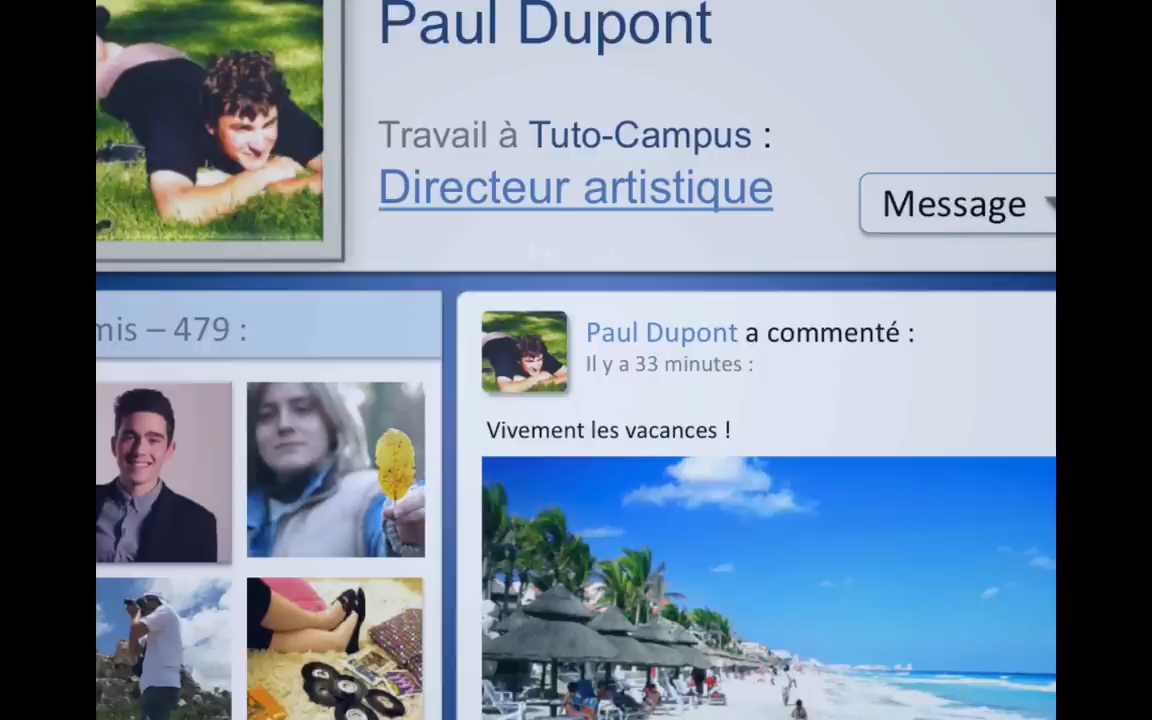 Paul Dupont
Travail à Tuto-Campus :
Directeur artistique
Message
mis – 479 :
Paul Dupont a commenté :
Il y a 33 minutes :
Vivement les vacances !